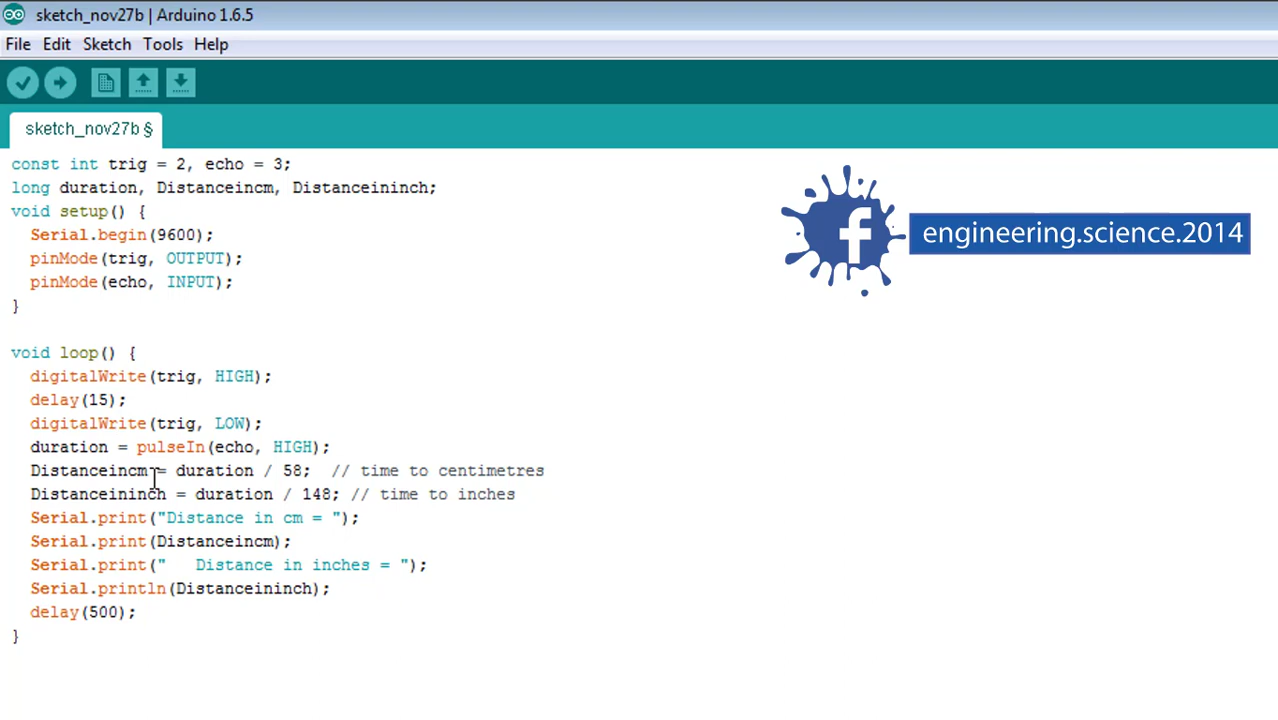 sketch_nov27b | Arduino 1.6.5
File Edit Sketch Tools Help
sketch_nov27b §
const int trig = 2, echo = 3;
long duration, Distanceincm, Distanceininch;
void setup() {
  Serial.begin(9600);
  pinMode(trig, OUTPUT);
  pinMode(echo, INPUT);
}
void loop() {
  digitalWrite(trig, HIGH);
  delay(15);
  digitalWrite(trig, LOW);
  duration = pulseIn(echo, HIGH);
  Distanceincm = duration / 58;  // time to centimetres
  Distanceininch = duration / 148; // time to inches
  Serial.print("Distance in cm = ");
  Serial.print(Distanceincm);
  Serial.print("   Distance in inches = ");
  Serial.println(Distanceininch);
  delay(500);
}
f engineering.science.2014